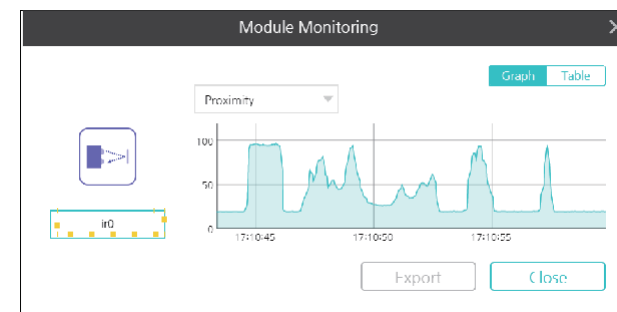 Module Monitoring
Graph Table
Proximity
100
50
0
17:10:45 17:10:50 17:10:55
ir0
Export Close